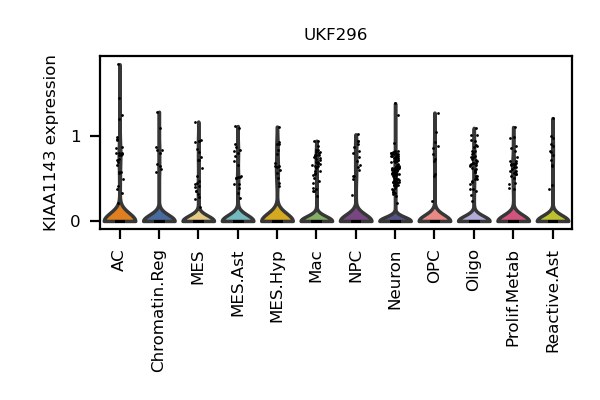 UKF296
KIAA1143 expression
1
0
AC
Chromatin.Reg
MES
MES.Ast
MES.Hyp
Mac
NPC
Neuron
OPC
Oligo
Prolif.Metab
Reactive.Ast